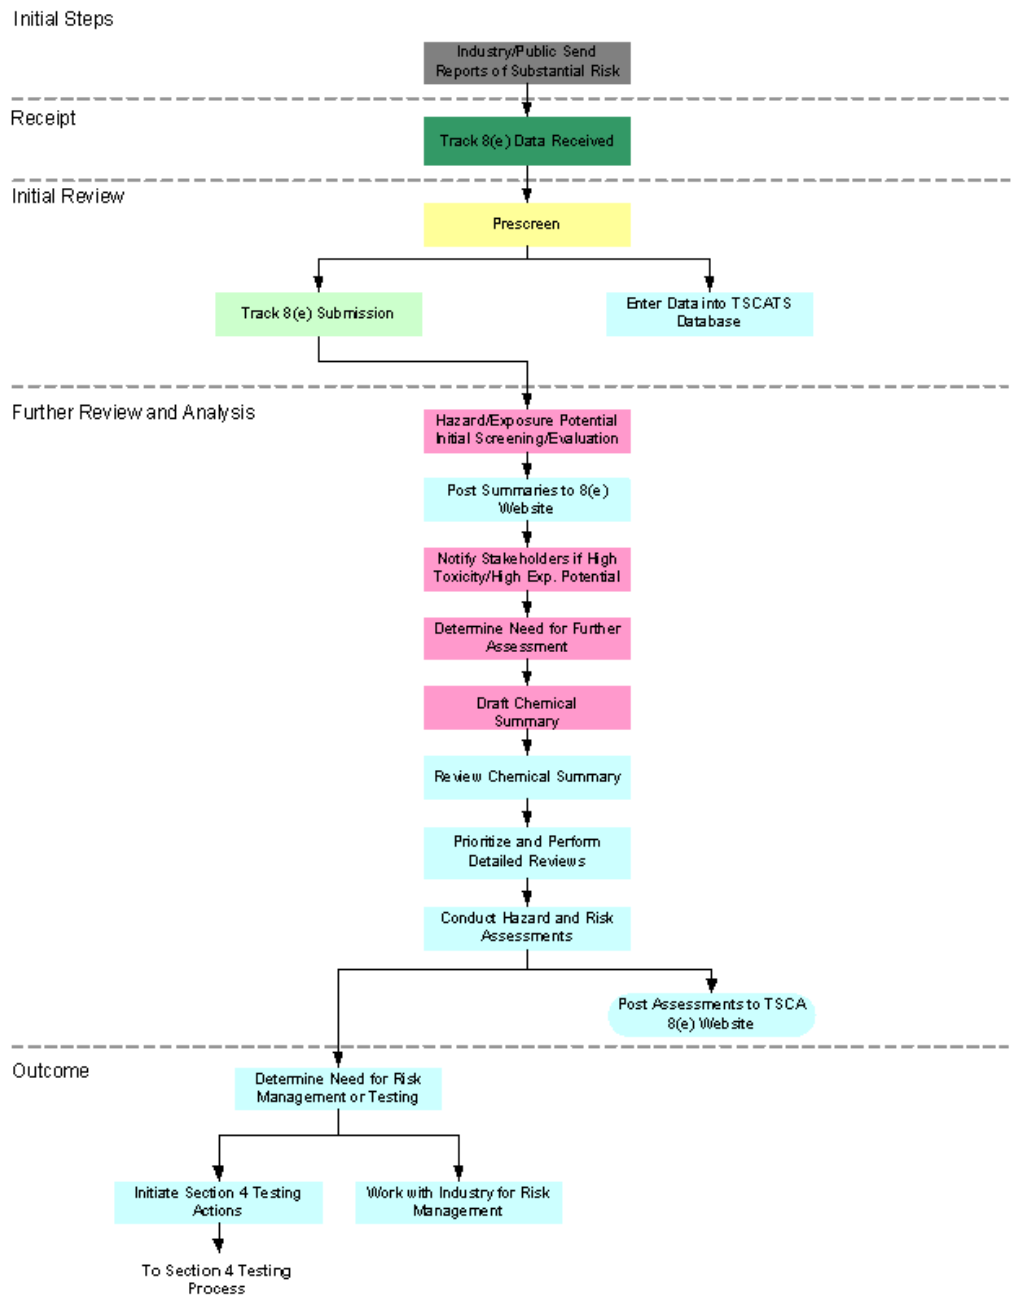 Initial Steps
Industry/Public Send
Reports of Substantial Risk
Receipt
Track 8(e) Data Received
Initial Review
Prescreen
Track 8(e) Submission
Enter Data into TSCATS
Database
Further Review and Analysis
Hazard/Exposure Potential
Initial Screening/Evaluation
Post Summaries to 8(e)
Website
Notify Stakeholders if High
Toxicity/High Exp. Potential
Determine Need for Further
Assessment
Draft Chemical
Summary
Review Chemical Summary
Prioritize and Perform
Detailed Reviews
Conduct Hazard and Risk
Assessments
Post Assessments to TSCA
8(e) Website
Outcome
Determine Need for Risk
Management or Testing
Initiate Section 4 Testing
Actions
Work with Industry for Risk
Management
To Section 4 Testing
Process